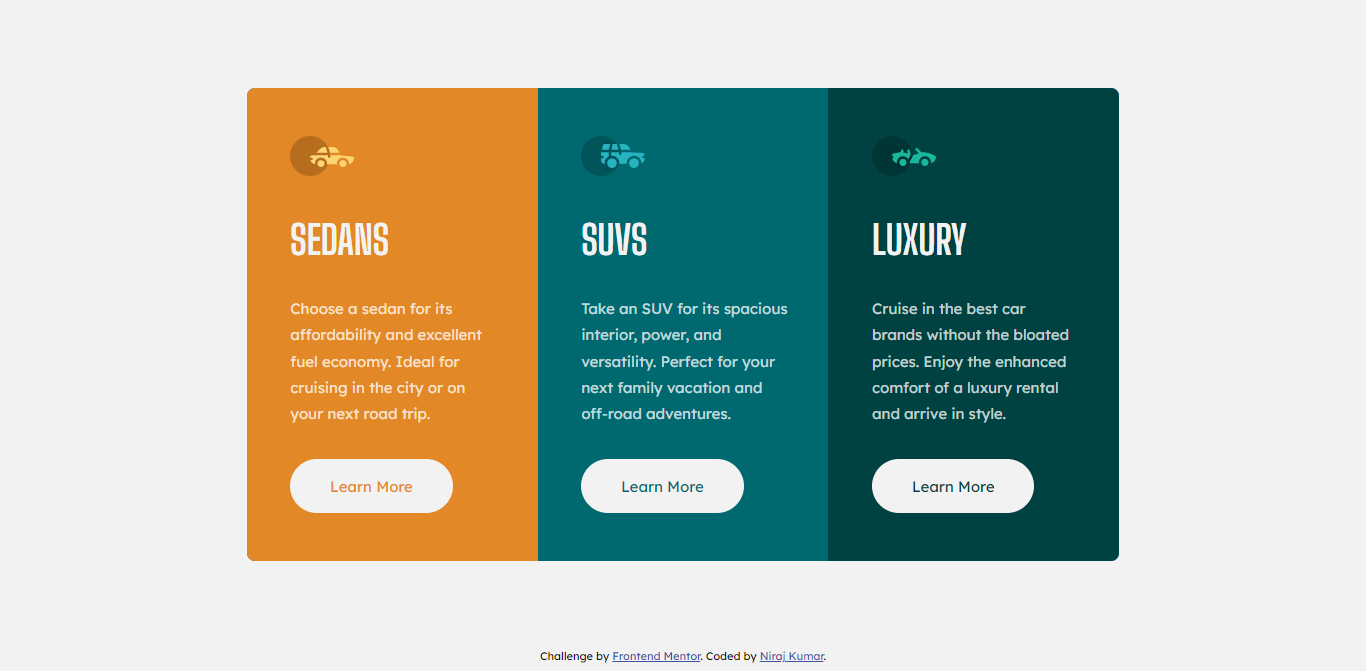 SEDANS
Choose a sedan for its
affordability and excellent
fuel economy. Ideal for
cruising in the city or on
your next road trip.
Learn More
SUVS
Take an SUV for its spacious
interior, power, and
versatility. Perfect for your
next family vacation and
off-road adventures.
Learn More
LUXURY
Cruise in the best car
brands without the bloated
prices. Enjoy the enhanced
comfort of a luxury rental
and arrive in style.
Learn More
Challenge by Frontend Mentor. Coded by Niraj Kumar.